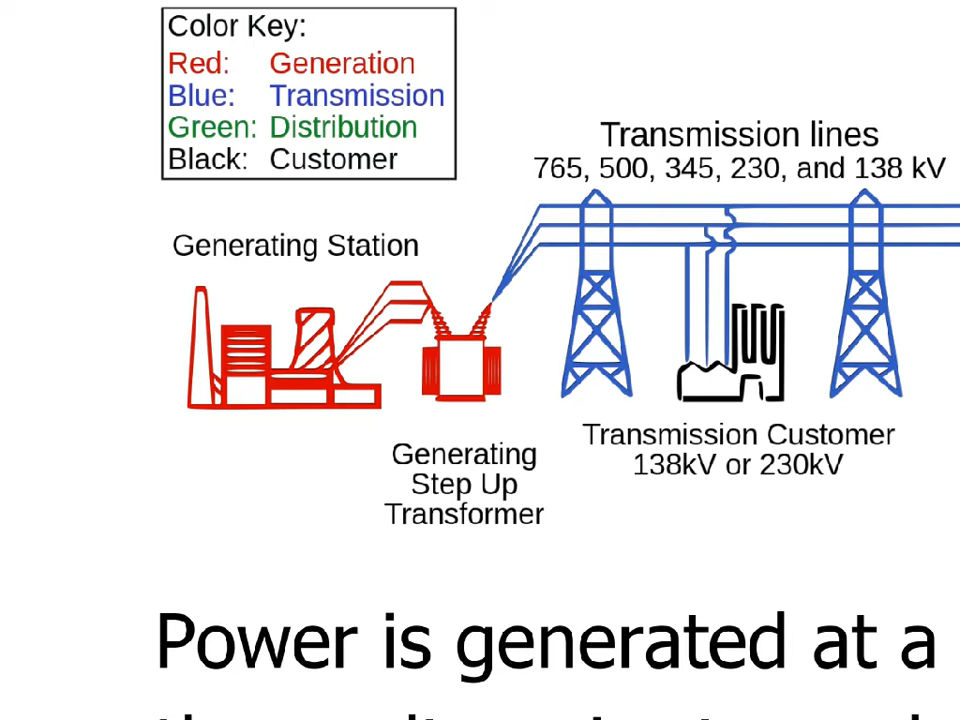 Color Key:
Red: Generation
Blue: Transmission
Green: Distribution
Black: Customer
Transmission lines
765, 500, 345, 230, and 138 kV
Generating Station
Transmission Customer
138kV or 230kV
Generating
Step Up
Transformer
Power is generated at a